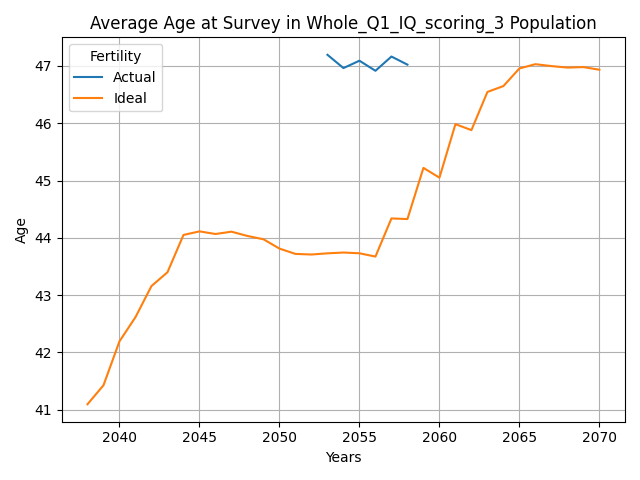 Average Age at Survey in Whole_Q1_IQ_scoring_3 Population
Fertility
Actual
Ideal
47
46
45
44
43
42
41
Age
2040 2045 2050 2055 2060 2065 2070
Years